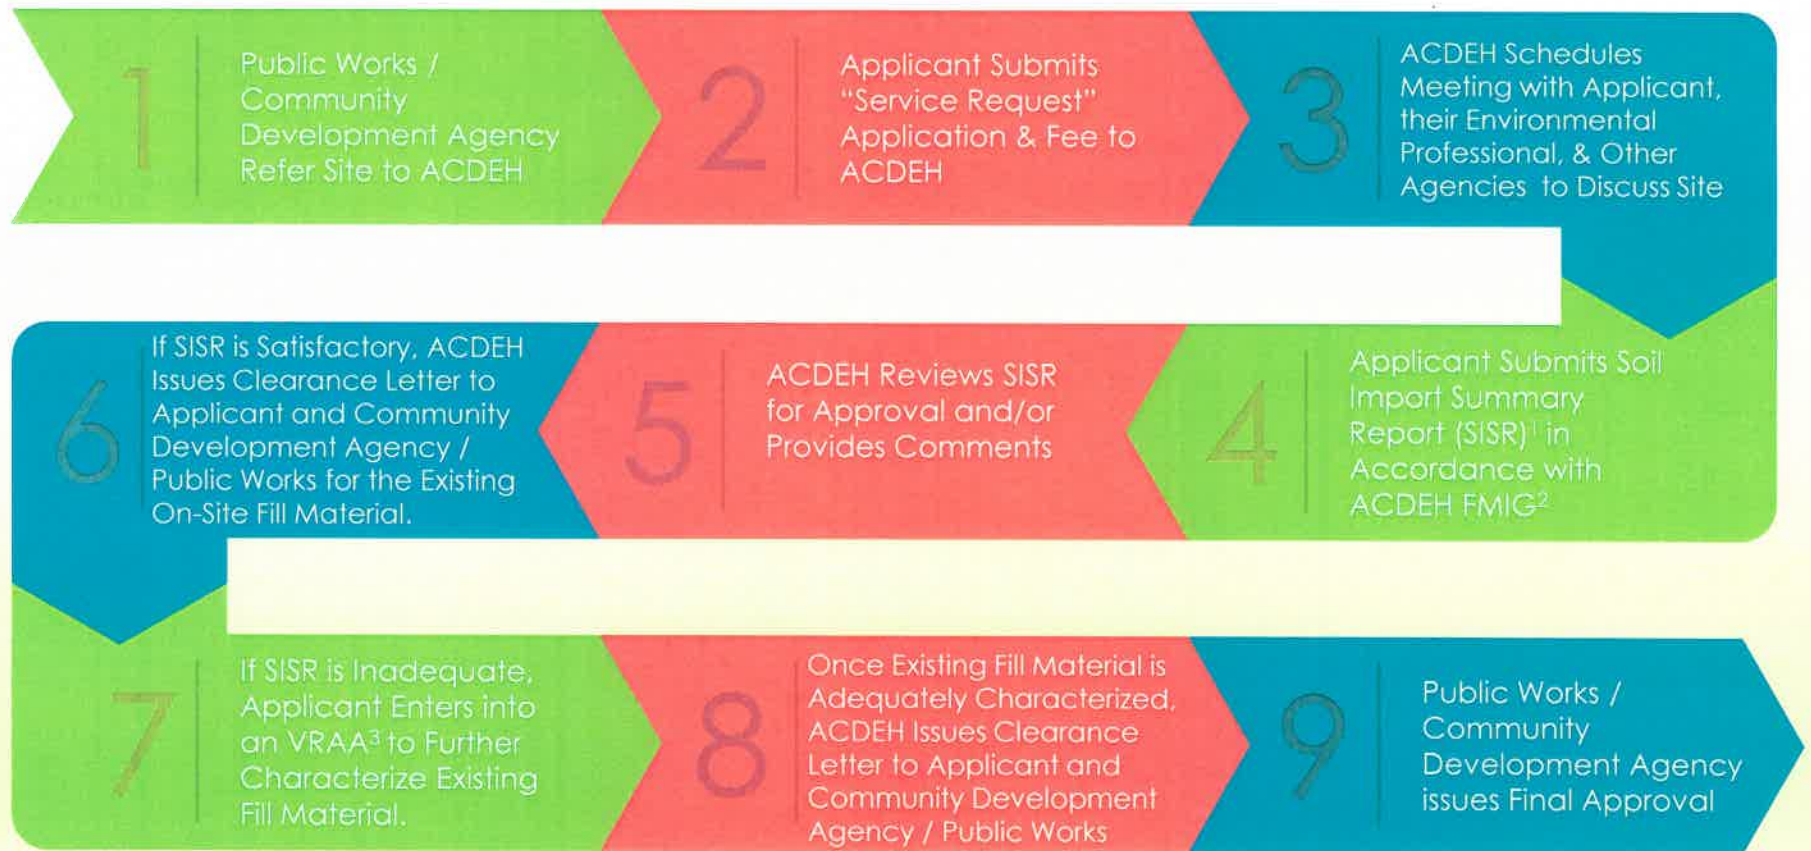 1
Public Works /
Community
Development Agency
Refer Site to ACDEH
2
Applicant Submits
“Service Request”
Application & Fee to
ACDEH
3
ACDEH Schedules
Meeting with Applicant,
their Environmental
Professional, & Other
Agencies to Discuss Site
4
Applicant Submits Soil
Import Summary
Report (SISR)¹ in
Accordance with
ACDEH FMIG²
5
ACDEH Reviews SISR
for Approval and/or
Provides Comments
6
If SISR is Satisfactory, ACDEH
Issues Clearance Letter to
Applicant and Community
Development Agency /
Public Works for the Existing
On-Site Fill Material.
7
If SISR is Inadequate,
Applicant Enters into
an VRAA³ to Further
Characterize Existing
Fill Material.
8
Once Existing Fill Material is
Adequately Characterized,
ACDEH Issues Clearance
Letter to Applicant and
Community Development
Agency / Public Works
9
Public Works /
Community
Development Agency
issues Final Approval